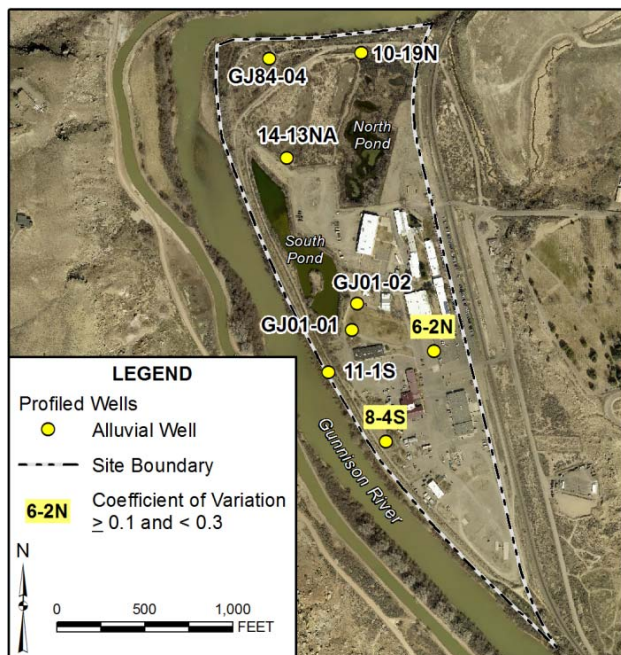 10-19N
GJ84-04
North
Pond
14-13NA
South
Pond
GJ01-02
GJ01-01
6-2N
11-1S
8-4S
Gunnison River
LEGEND
Profiled Wells
Alluvial Well
Site Boundary
6-2N
Coefficient of Variation
≥ 0.1 and < 0.3
N
0 500 1,000
FEET